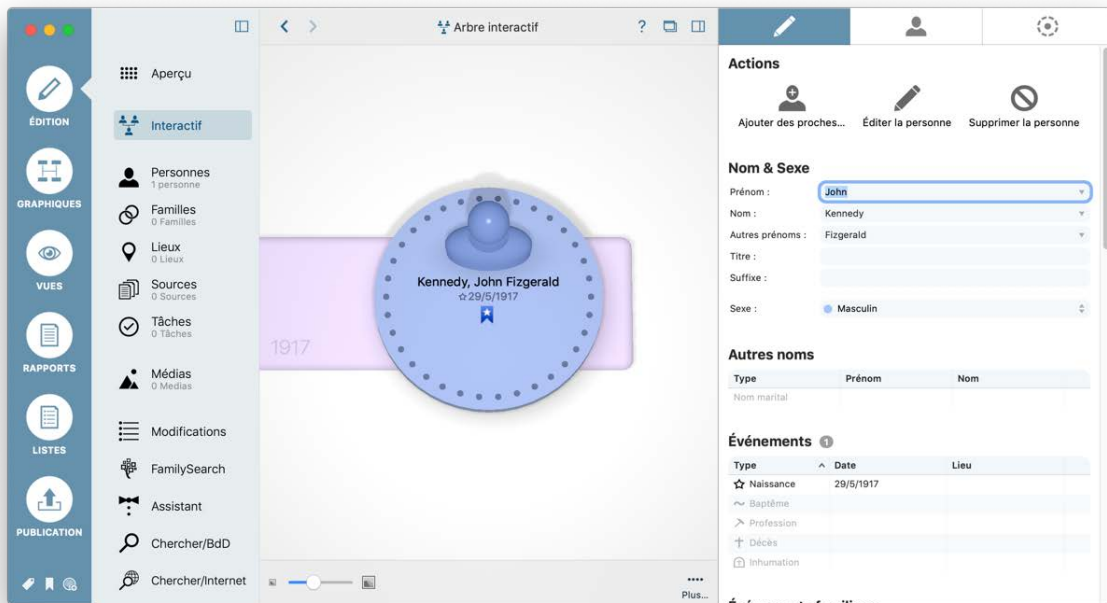 ÉDITION
GRAPHIQUES
VUES
RAPPORTS
LISTES
PUBLICATION
Aperçu
Interactif
Personnes
1 personne
Familles
0 Familles
Lieux
0 Lieux
Sources
0 Sources
Tâches
0 Tâches
Médias
0 Medias
Modifications
FamilySearch
Assistant
Chercher/BdD
Chercher/Internet
Arbre interactif
?
Kennedy, John Fizgerald
29/5/1917
1917
Plus...
Actions
Ajouter des proches... Éditer la personne Supprimer la personne
Nom & Sexe
Prénom : John
Nom : Kennedy
Autres prénoms : Fizgerald
Titre :
Suffixe :
Sexe : Masculin
Autres noms
Type Prénom Nom
Nom marital
Événements 1
Type Date Lieu
Naissance 29/5/1917
Baptême
Profession
Décès
Inhumation